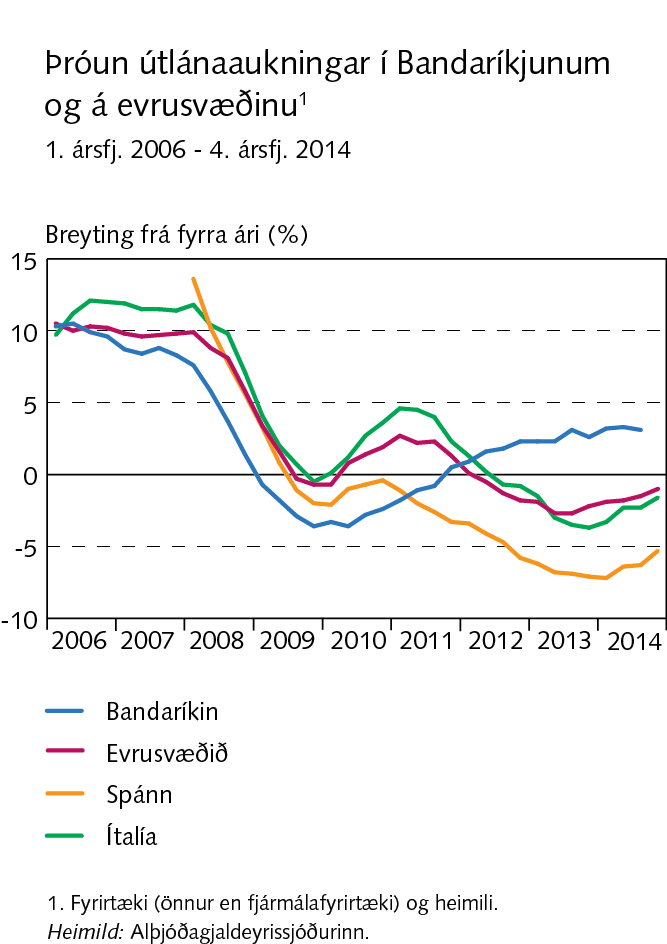 Þróun útlánaaukningar í Bandaríkjunum
og á evrusvæðinu¹
1. ársfj. 2006 - 4. ársfj. 2014
Breyting frá fyrra ári (%)
15
10
5
0
-5
-10
2006 2007 2008 2009 2010 2011 2012 2013 2014
Bandaríkin
Evrusvæðið
Spánn
Ítalía
1. Fyrirtæki (önnur en fjármálafyrirtæki) og heimili.
Heimild: Alþjóðagjaldeyrissjóðurinn.